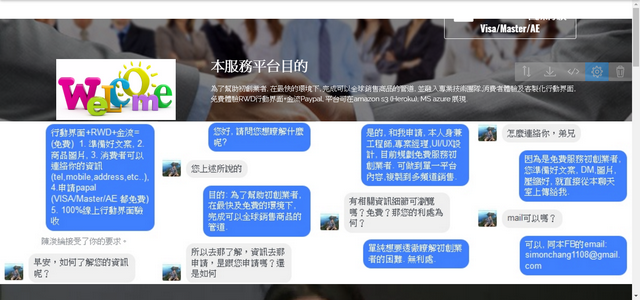 Visa/Master/AE
本服務平台目的
為了幫助初創業者, 在最快的環境下, 完成可以全球銷售商品的管道, 並融入專業技術團隊,消費者體驗及客製化行動界面,
免費體驗RWD行動界面+金流Paypal, 平台可在amazon s3 (Heroku), MS azure 展現
Welcome
行動界面+RWD+金流=
(免費) 1. 準備好文案, 2.
商品圖片, 3. 消費者可以
連絡你的資訊
(tel,mobile,address,etc..),
4.申請papal
(VISA/Master/AE 都免費)
5. 100%線上行動界面驗
收
陳浚綸接受了你的要求。
早安，如何了解您的資訊
呢？
您好, 請問您想瞭解什麼
呢?
您上述所說的
目的: 為了幫助初創業者,
在最快及免費的環境下,
完成可以全球銷售商品的
管道.
所以去那了解，資訊去那
申請，是跟您申請嗎？還
是如何
是的, 和我申請, 本人身兼
工程師,專案經理,UI/UX設
計, 目前規劃免費服務初
創業者. 可做到單一平台
內容,複製到多頻道銷售.
有相關資訊細節可瀏覽
嗎？免費？那您的利處為
何？
單純想要透徹瞭解初創業
者的困難. 無利處.
怎麼連絡你，弟兄
因為是免費服務初創業者,
您準備好文案, DM,圖片,
壓縮好, 就直接從本聊天
室上傳給我.
mail可以嗎？
可以, 同本FB的email:
simonchang1108@gmail.
com